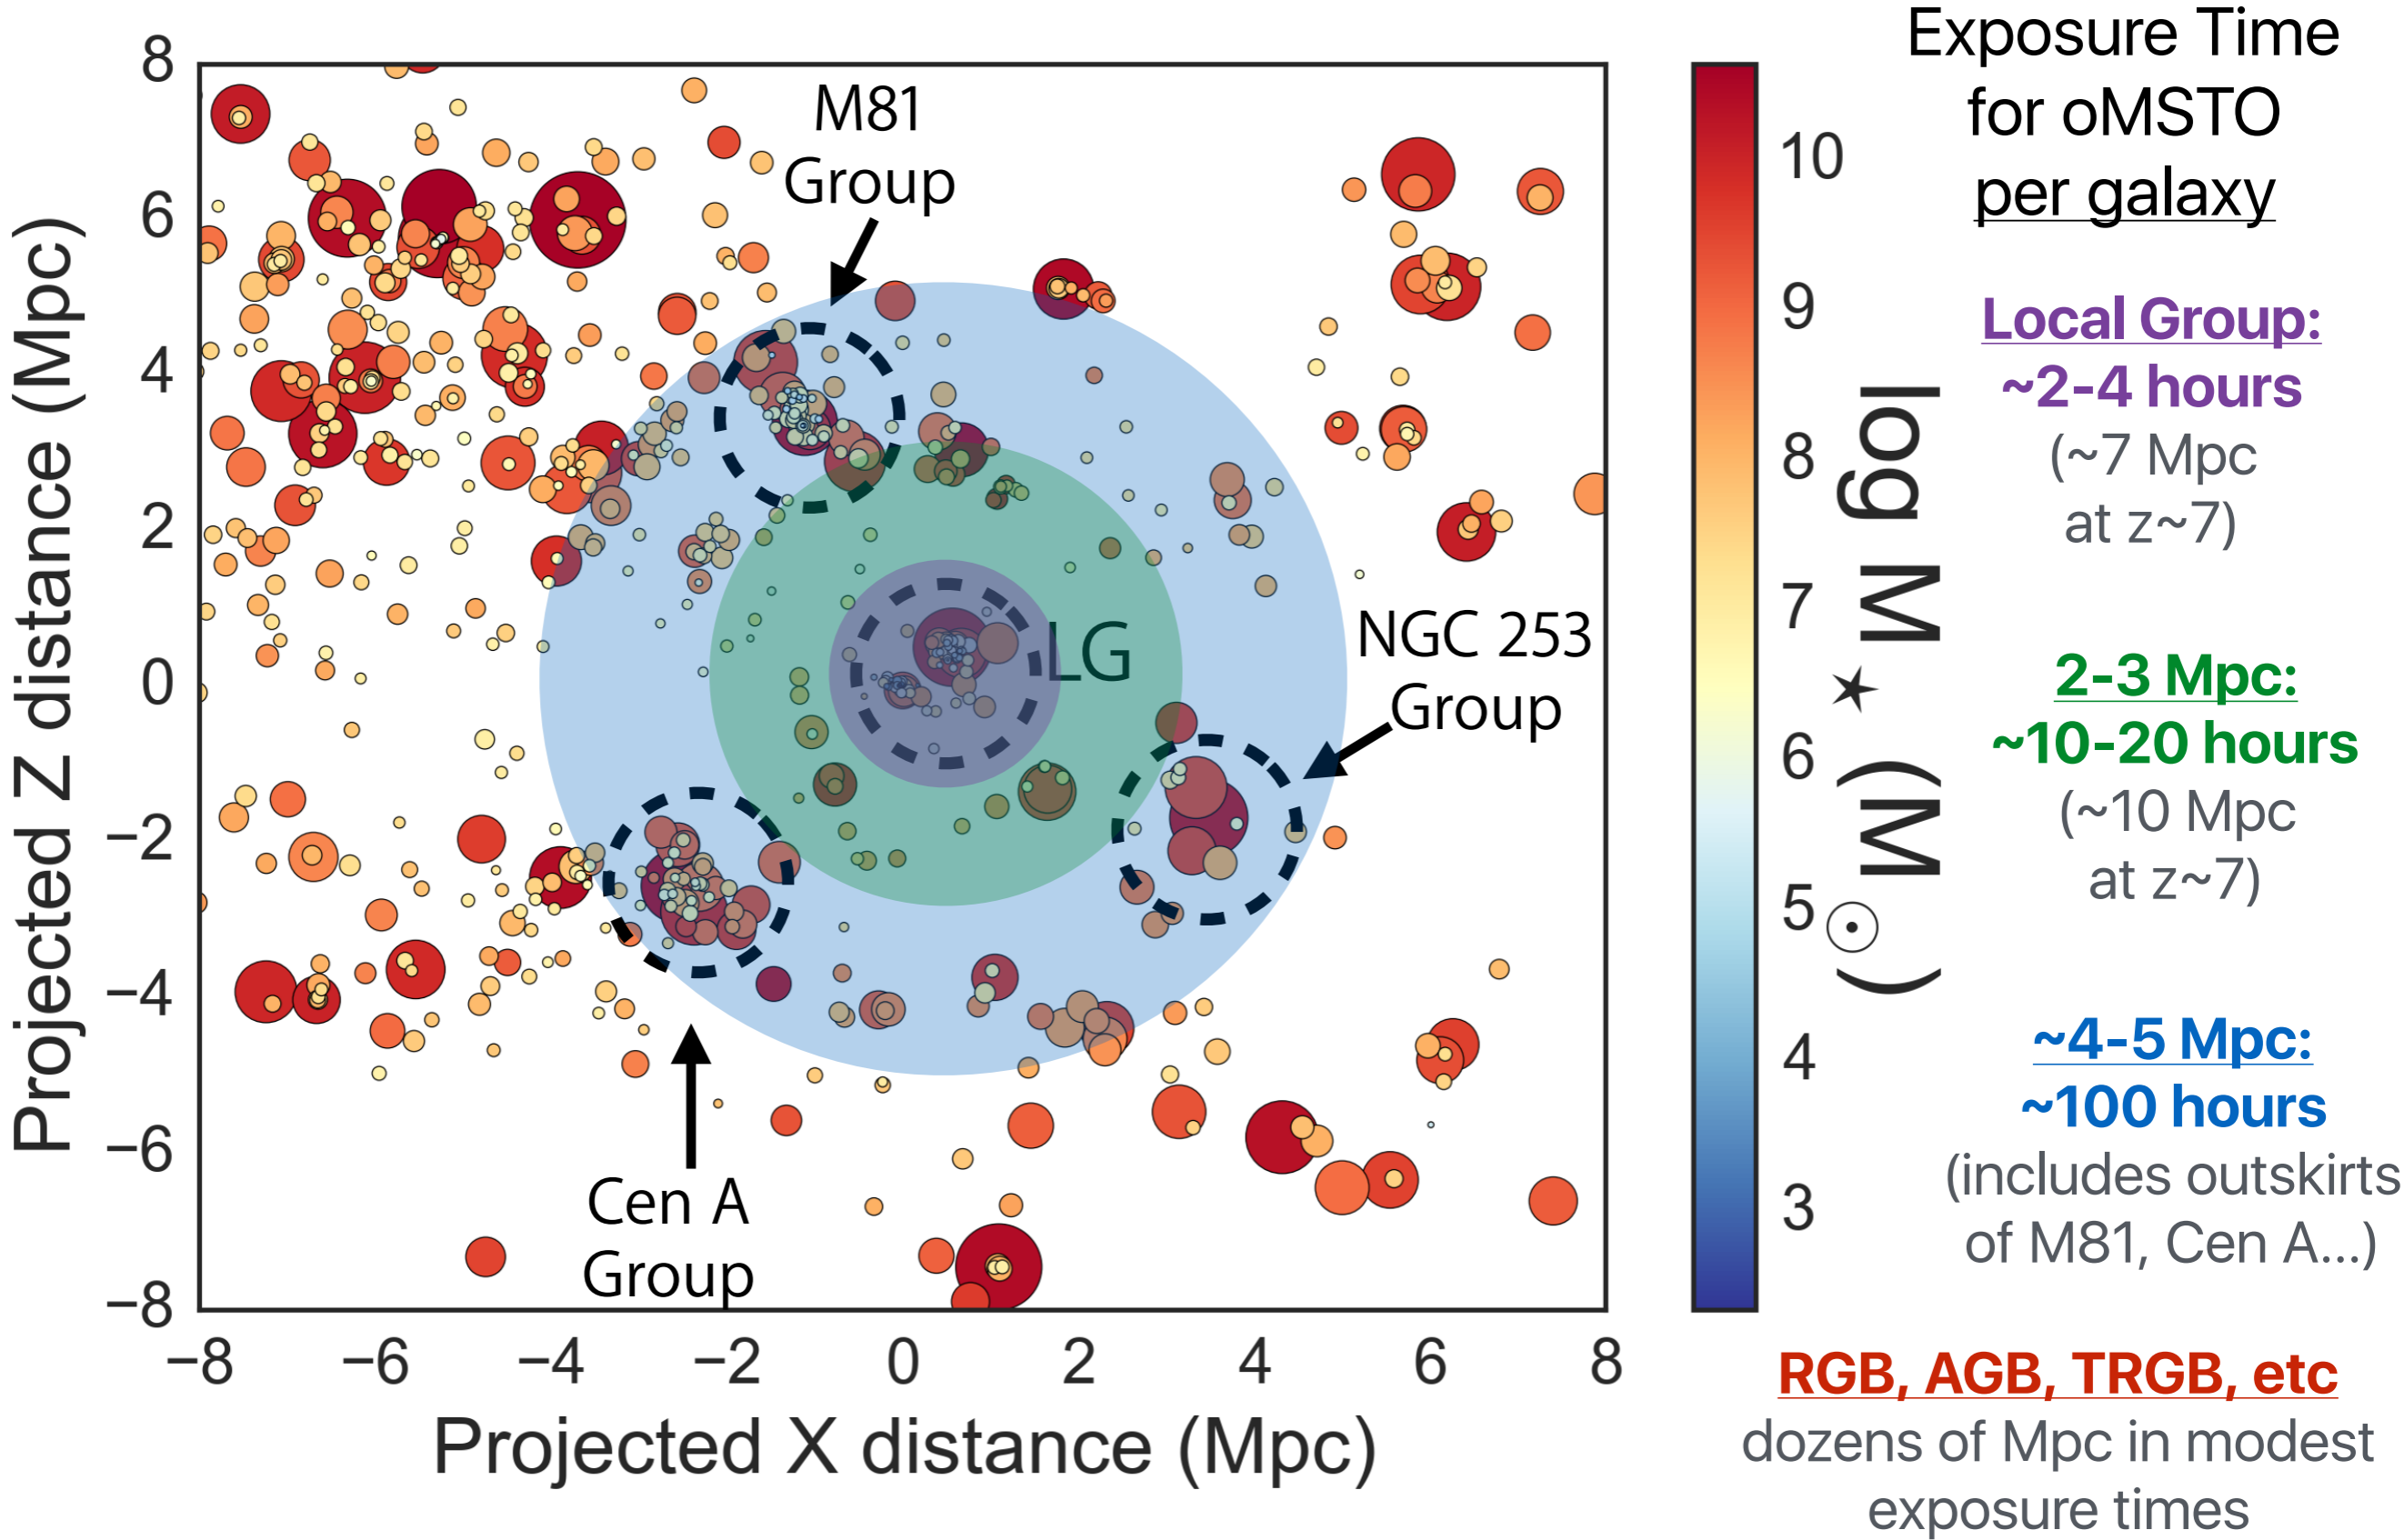 Exposure Time
for oMSTO
per galaxy
M81
Group
8
6
4
2
0
−2
−4
−6
−8
Projected Z distance (Mpc)
LG
NGC 253
Group
Cen A
Group
−8
−6
−4
−2
0
2
4
6
8
Projected X distance (Mpc)
10
9
8
7
6
5
4
3
log M ★ (M☉)
Local Group:
~2-4 hours
(~7 Mpc
at z~7)
2-3 Mpc:
~10-20 hours
(~10 Mpc
at z~7)
~4-5 Mpc:
~100 hours
(includes outskirts
of M81, Cen A...)
RGB, AGB, TRGB, etc
dozens of Mpc in modest
exposure times